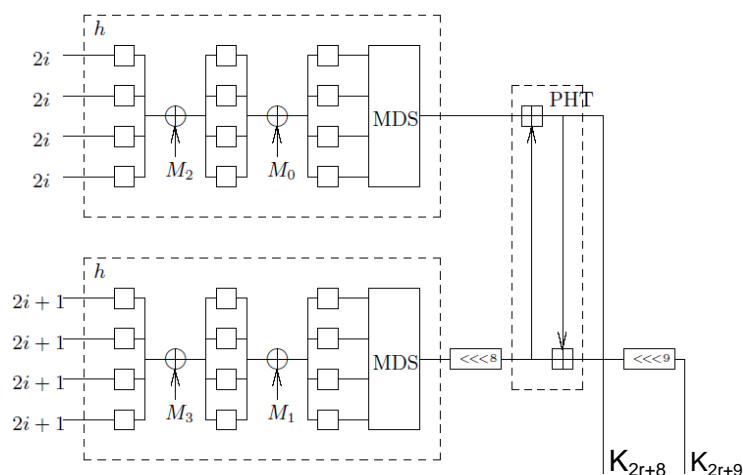 h
2i
2i
2i
2i
M₂
M₀
MDS
PHT
h
2i + 1
2i + 1
2i + 1
2i + 1
M₃
M₁
MDS
<<<8
<<<9
K₂ᵣ₊₈
K₂ᵣ₊₉